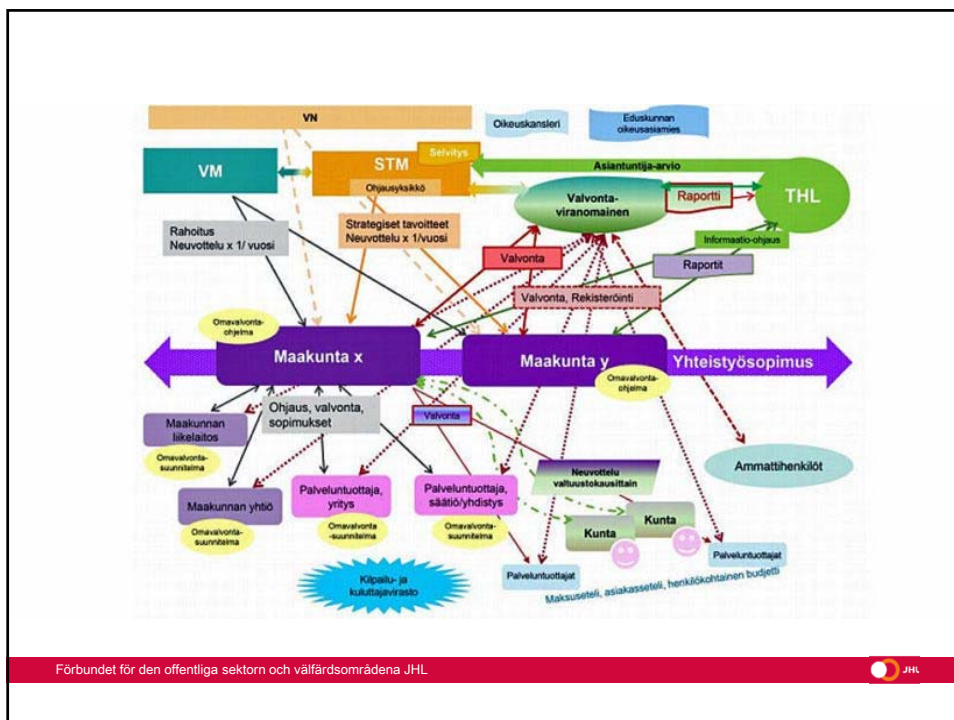 VN
Oikeuskansleri
Eduskunnan
oikeusasiamies
VM
STM
Selvitys
Ohjausyksikkö
Asiantuntija-arvio
Valvonta-
viranomainen
Raportti
THL
Rahoitus
Neuvottelu x 1/ vuosi
Strategiset tavoitteet
Neuvottelu x 1/vuosi
Informaatio-ohjaus
Valvonta
Raportit
Valvonta, Rekisteröinti
Omavalvonta-
ohjelma
Maakunta x
Maakunta y
Yhteistyösopimus
Omavalvonta-
ohjelma
Ohjaus, valvonta,
sopimukset
Valvonta
Maakunnan
liikelaitos
Omavalvonta-
suunnitelma
Ammattihenkilöt
Neuvottelu
valtuustokausittain
Maakunnan yhtiö
Palveluntuottaja,
yritys
Palveluntuottaja,
säätiö/yhdistys
Omavalvonta-
suunnitelma
Omavalvonta
-suunnitelma
Omavalvonta-
suunnitelma
Kunta
Kunta
Kilpailu- ja
kuluttajavirasto
Palveluntuottajat
Palveluntuottajat
Maksuseteli, asiakasseteli, henkilökohtainen budjetti
Förbundet för den offentliga sektorn och välfärdsområdena JHL
JHL